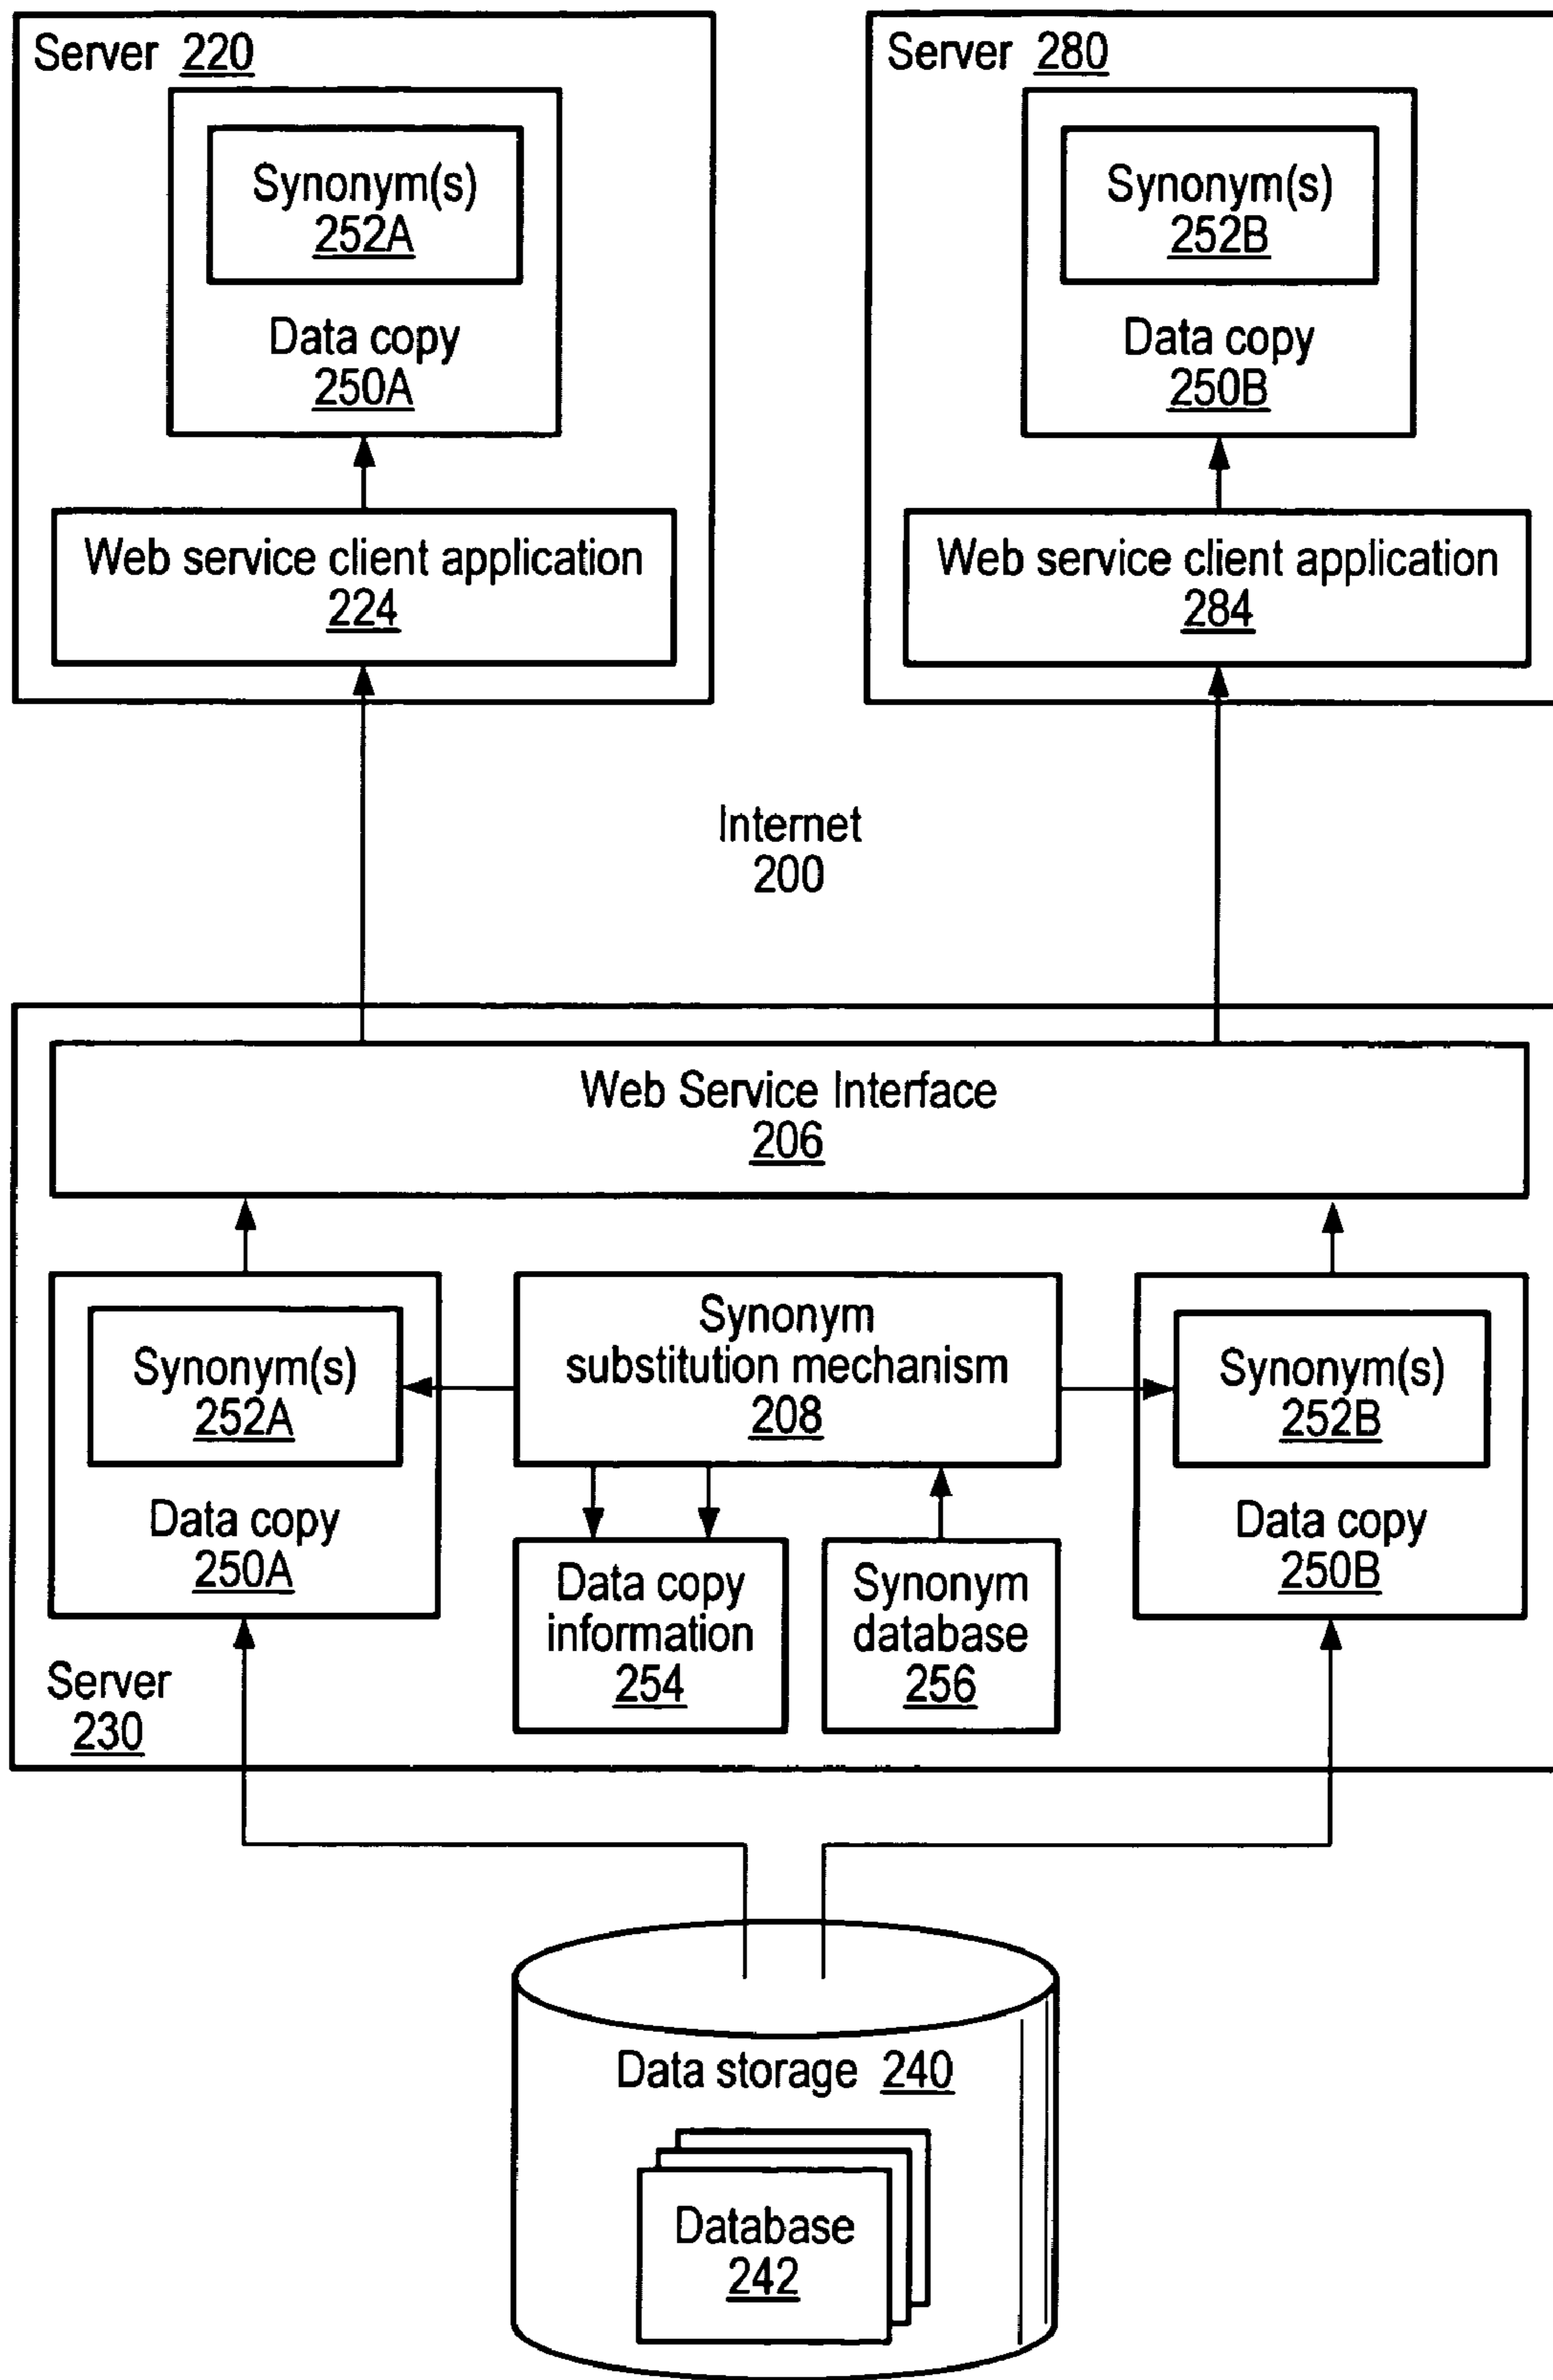 Server 220
Synonym(s)
252A
Data copy
250A
Web service client application
224
Server 280
Synonym(s)
252B
Data copy
250B
Web service client application
284
Internet
200
Web Service Interface
206
Synonym(s)
252A
Data copy
250A
Synonym
substitution mechanism
208
Synonym(s)
252B
Data copy
250B
Data copy
information
254
Synonym
database
256
Server
230
Data storage 240
Database
242